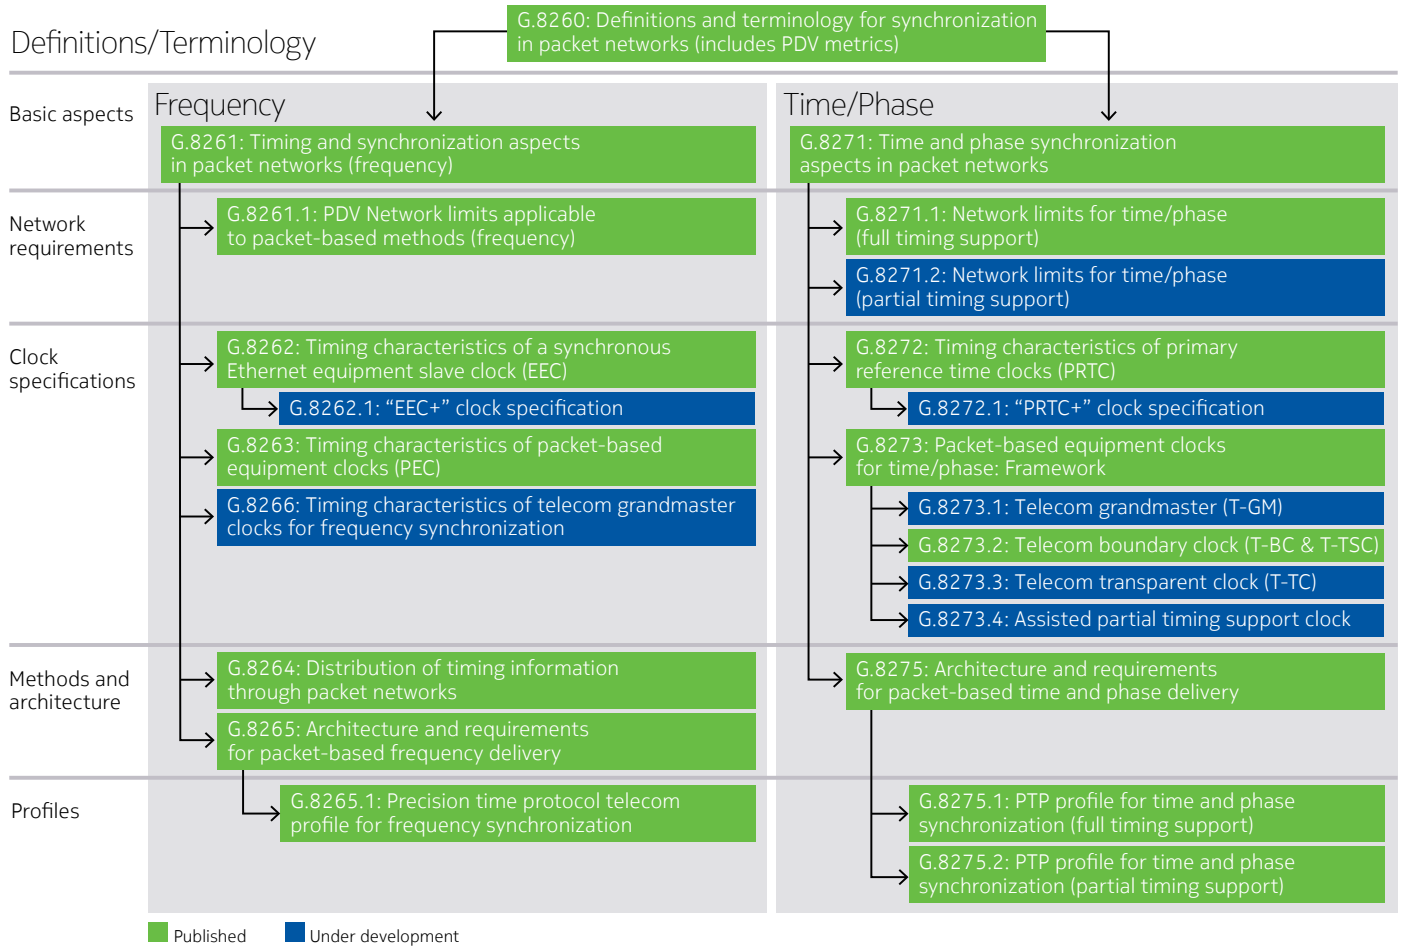 Definitions/Terminology
G.8260: Definitions and terminology for synchronization
in packet networks (includes PDV metrics)
Basic aspects
Frequency
G.8261: Timing and synchronization aspects
in packet networks (frequency)
Time/Phase
G.8271: Time and phase synchronization
aspects in packet networks
Network
requirements
G.8261.1: PDV Network limits applicable
to packet-based methods (frequency)
G.8271.1: Network limits for time/phase
(full timing support)
G.8271.2: Network limits for time/phase
(partial timing support)
Clock
specifications
G.8262: Timing characteristics of a synchronous
Ethernet equipment slave clock (EEC)
G.8262.1: “EEC+” clock specification
G.8263: Timing characteristics of packet-based
equipment clocks (PEC)
G.8266: Timing characteristics of telecom grandmaster
clocks for frequency synchronization
G.8272: Timing characteristics of primary
reference time clocks (PRTC)
G.8272.1: “PRTC+” clock specification
G.8273: Packet-based equipment clocks
for time/phase: Framework
G.8273.1: Telecom grandmaster (T-GM)
G.8273.2: Telecom boundary clock (T-BC & T-TSC)
G.8273.3: Telecom transparent clock (T-TC)
G.8273.4: Assisted partial timing support clock
Methods and
architecture
G.8264: Distribution of timing information
through packet networks
G.8265: Architecture and requirements
for packet-based frequency delivery
G.8275: Architecture and requirements
for packet-based time and phase delivery
Profiles
G.8265.1: Precision time protocol telecom
profile for frequency synchronization
G.8275.1: PTP profile for time and phase
synchronization (full timing support)
G.8275.2: PTP profile for time and phase
synchronization (partial timing support)
Published
Under development